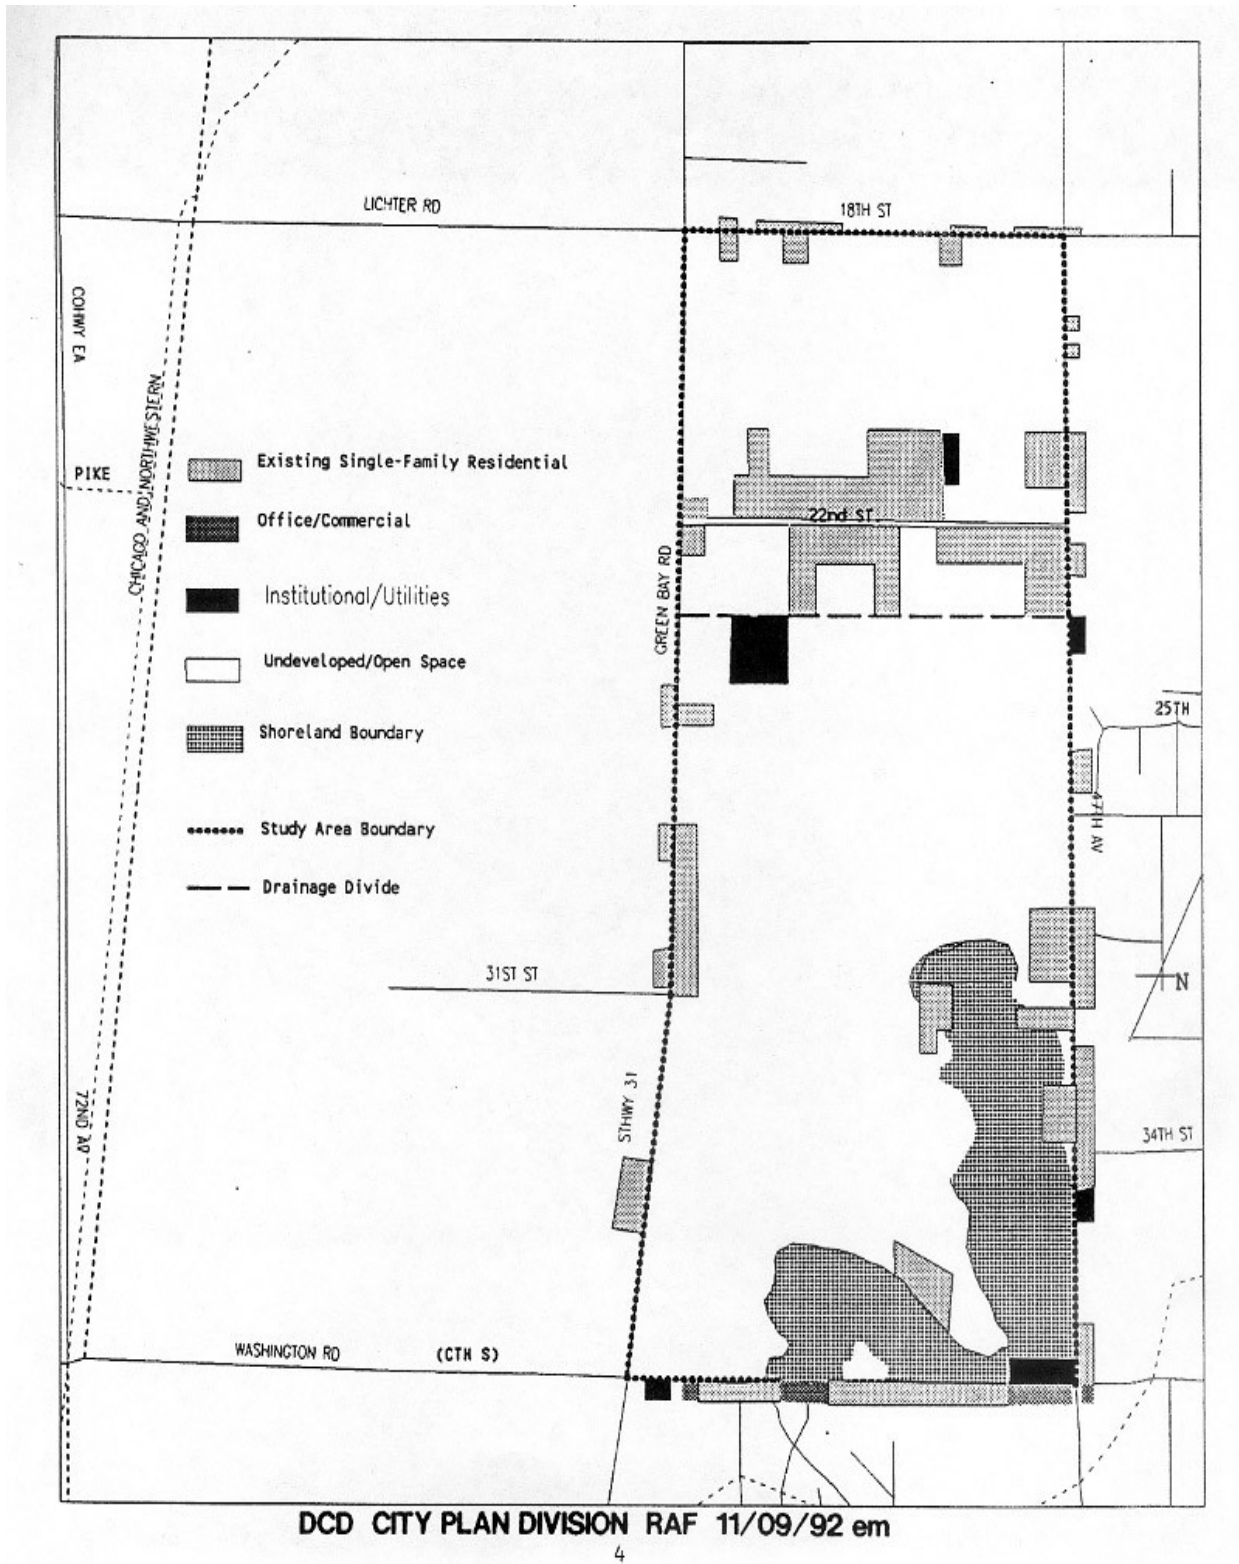 LICHTER RD
18TH ST
COHWY EA
CHICAGO AND NORTHWESTERN
PIKE
Existing Single-Family Residential
Office/Commercial
22nd ST.
Institutional/Utilities
GREEN BAY RD
Undeveloped/Open Space
25TH
Shoreland Boundary
47TH AV
Study Area Boundary
Drainage Divide
31ST ST
N
72ND AV
STHWY 31
34TH ST
WASHINGTON RD (CTH S)
DCD CITY PLAN DIVISION RAF 11/09/92 em
4